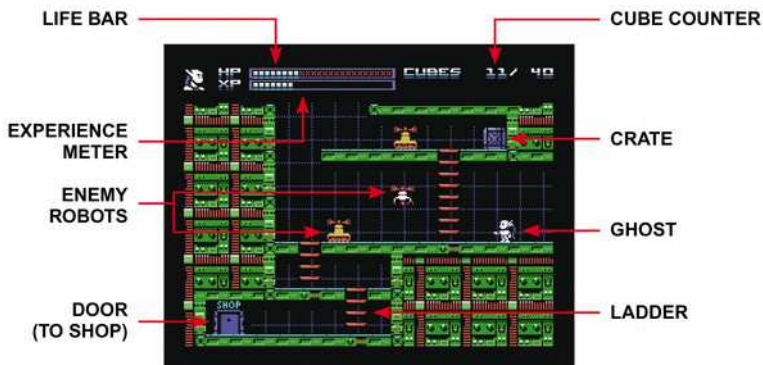 LIFE BAR
CUBE COUNTER
HP
CUBES 11/ 40
XP
EXPERIENCE
METER
CRATE
ENEMY
ROBOTS
GHOST
DOOR
(TO SHOP)
SHOP
LADDER